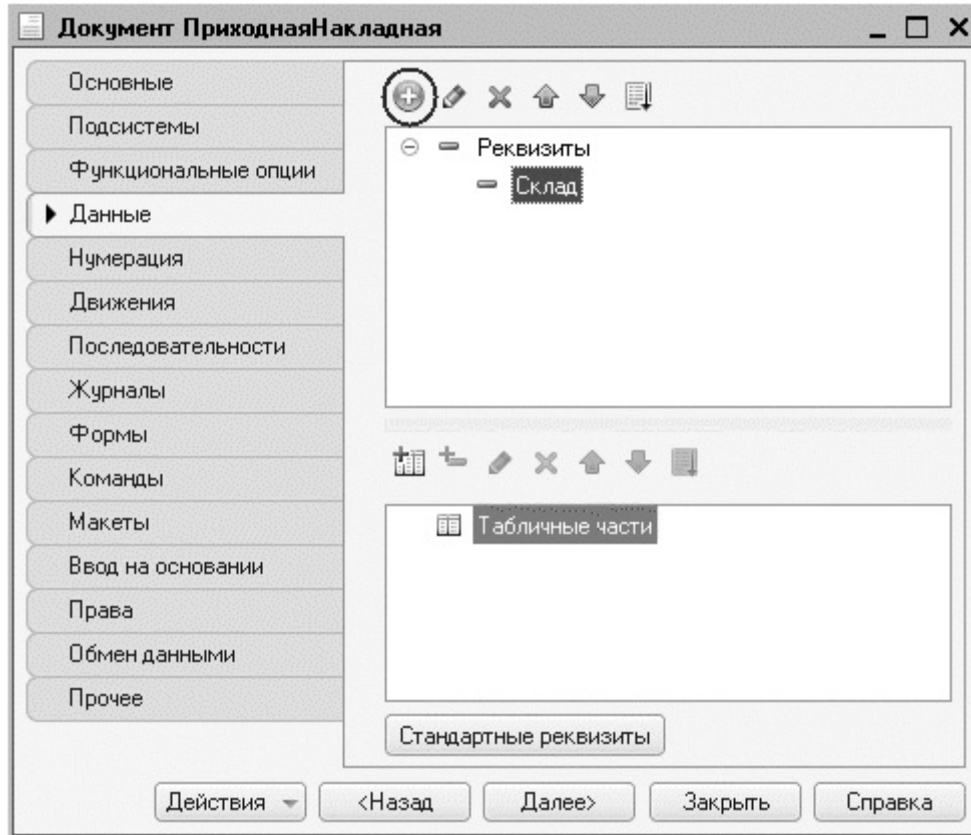 Документ ПриходнаяНакладная
Основные
Подсистемы
Функциональные опции
Данные
Нумерация
Движения
Последовательности
Журналы
Формы
Команды
Макеты
Ввод на основании
Права
Обмен данными
Прочее
Реквизиты
Склад
Табличные части
Стандартные реквизиты
Действия <Назад Далее> Закрыть Справка